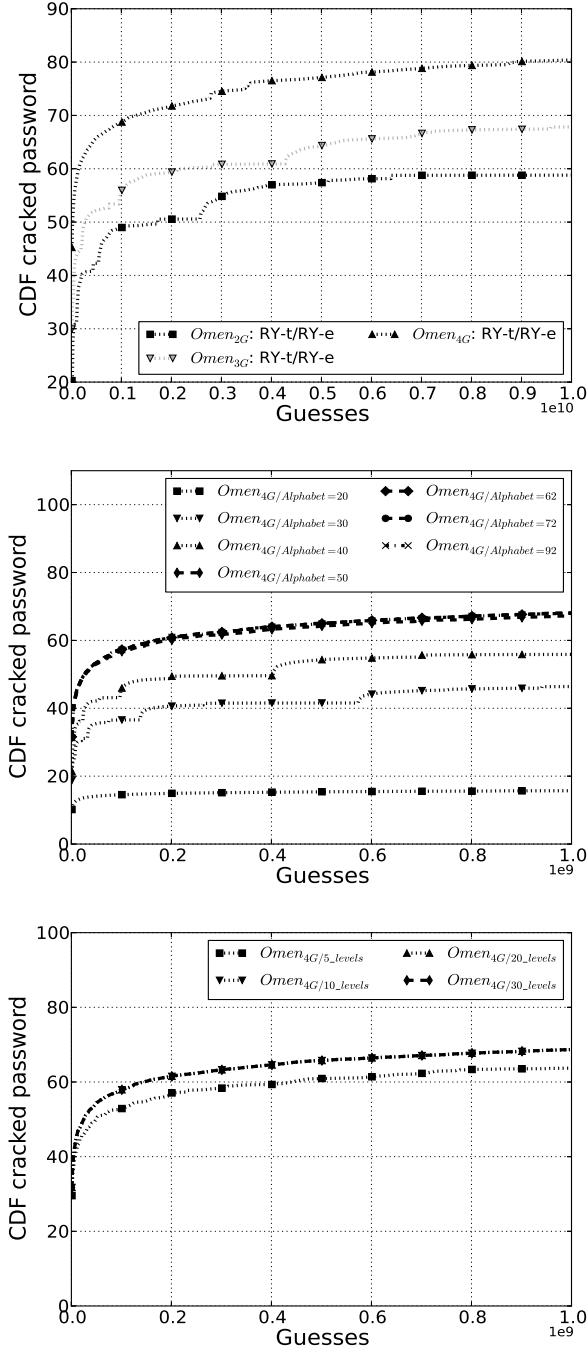 90
80
70
60
50
40
30
20
CDF cracked password
Omen2G: RY-t/RY-e
Omen3G: RY-t/RY-e
Omen4G: RY-t/RY-e
0.0 0.1 0.2 0.3 0.4 0.5 0.6 0.7 0.8 0.9 1.0
1e10
Guesses
100
80
60
40
20
0
CDF cracked password
Omen4G/Alphabet=20
Omen4G/Alphabet=30
Omen4G/Alphabet=40
Omen4G/Alphabet=50
Omen4G/Alphabet=62
Omen4G/Alphabet=72
Omen4G/Alphabet=92
0.0 0.2 0.4 0.6 0.8 1.0
1e9
Guesses
100
80
60
40
20
0
CDF cracked password
Omen4G/5_levels
Omen4G/10_levels
Omen4G/20_levels
Omen4G/30_levels
0.0 0.2 0.4 0.6 0.8 1.0
1e9
Guesses